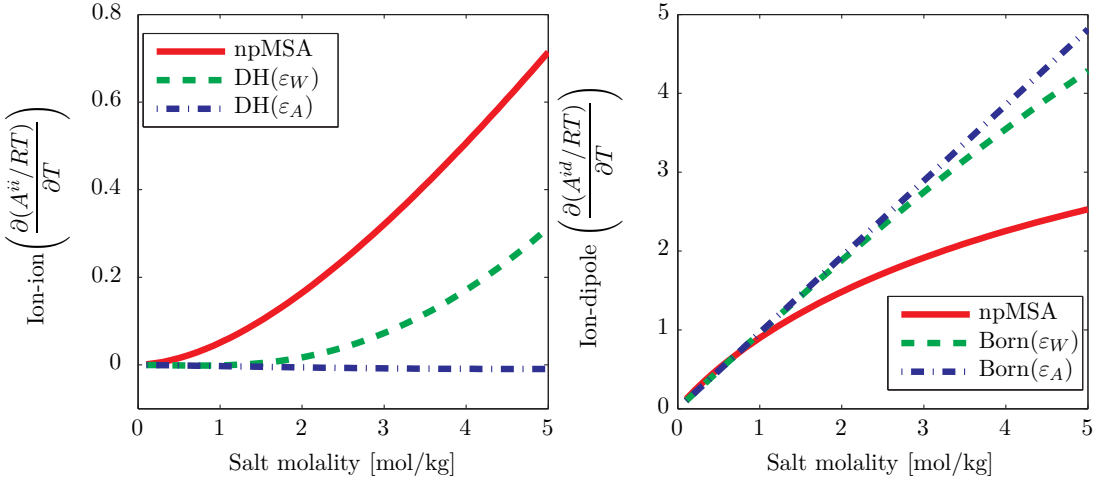 0.8
0.6
0.4
0.2
0
0 1 2 3 4 5
Salt molality [mol/kg]
Ion-ion (∂(A^{ii}/RT)/∂T)
npMSA
DH(ε_W)
DH(ε_A)
5
4
3
2
1
0
0 1 2 3 4 5
Salt molality [mol/kg]
Ion-dipole (∂(A^{id}/RT)/∂T)
npMSA
Born(ε_W)
Born(ε_A)